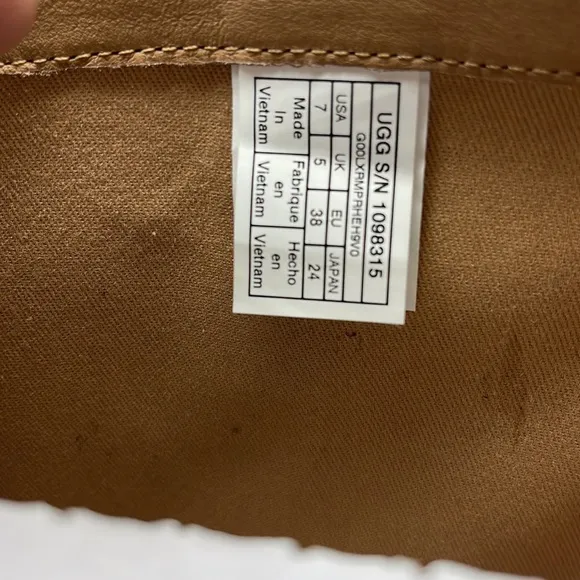 UGG S/N 1098315
G00LXRMPRHEH9V0
USA UK EU JAPAN
7 5 38 24
Made Fabrique Hecho
In en en
Vietnam Vietnam Vietnam